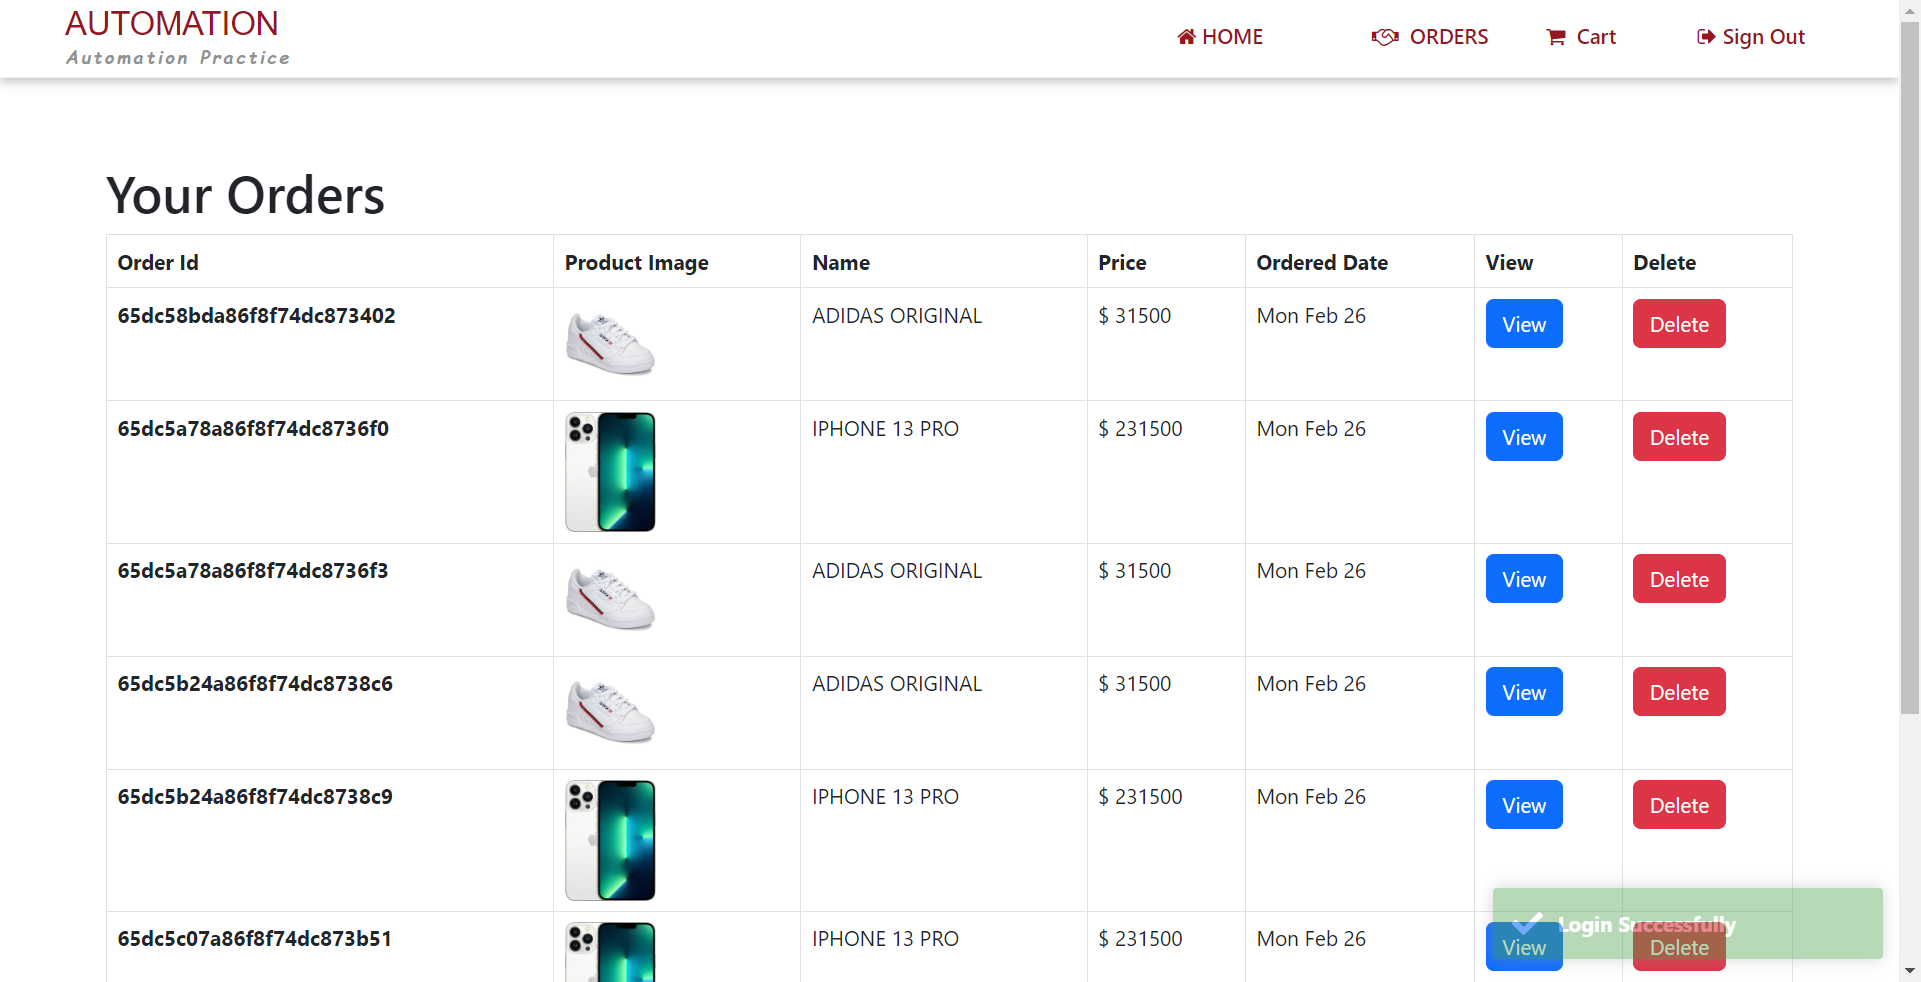 AUTOMATION
Automation Practice
HOME
ORDERS
Cart
Sign Out
Your Orders
Order Id Product Image Name Price Ordered Date View Delete
65dc58bda86f8f74dc873402 ADIDAS ORIGINAL $ 31500 Mon Feb 26 View Delete
65dc5a78a86f8f74dc8736f0 IPHONE 13 PRO $ 231500 Mon Feb 26 View Delete
65dc5a78a86f8f74dc8736f3 ADIDAS ORIGINAL $ 31500 Mon Feb 26 View Delete
65dc5b24a86f8f74dc8738c6 ADIDAS ORIGINAL $ 31500 Mon Feb 26 View Delete
65dc5b24a86f8f74dc8738c9 IPHONE 13 PRO $ 231500 Mon Feb 26 View Delete
65dc5c07a86f8f74dc873b51 IPHONE 13 PRO $ 231500 Mon Feb 26 View Delete
Login Successfully